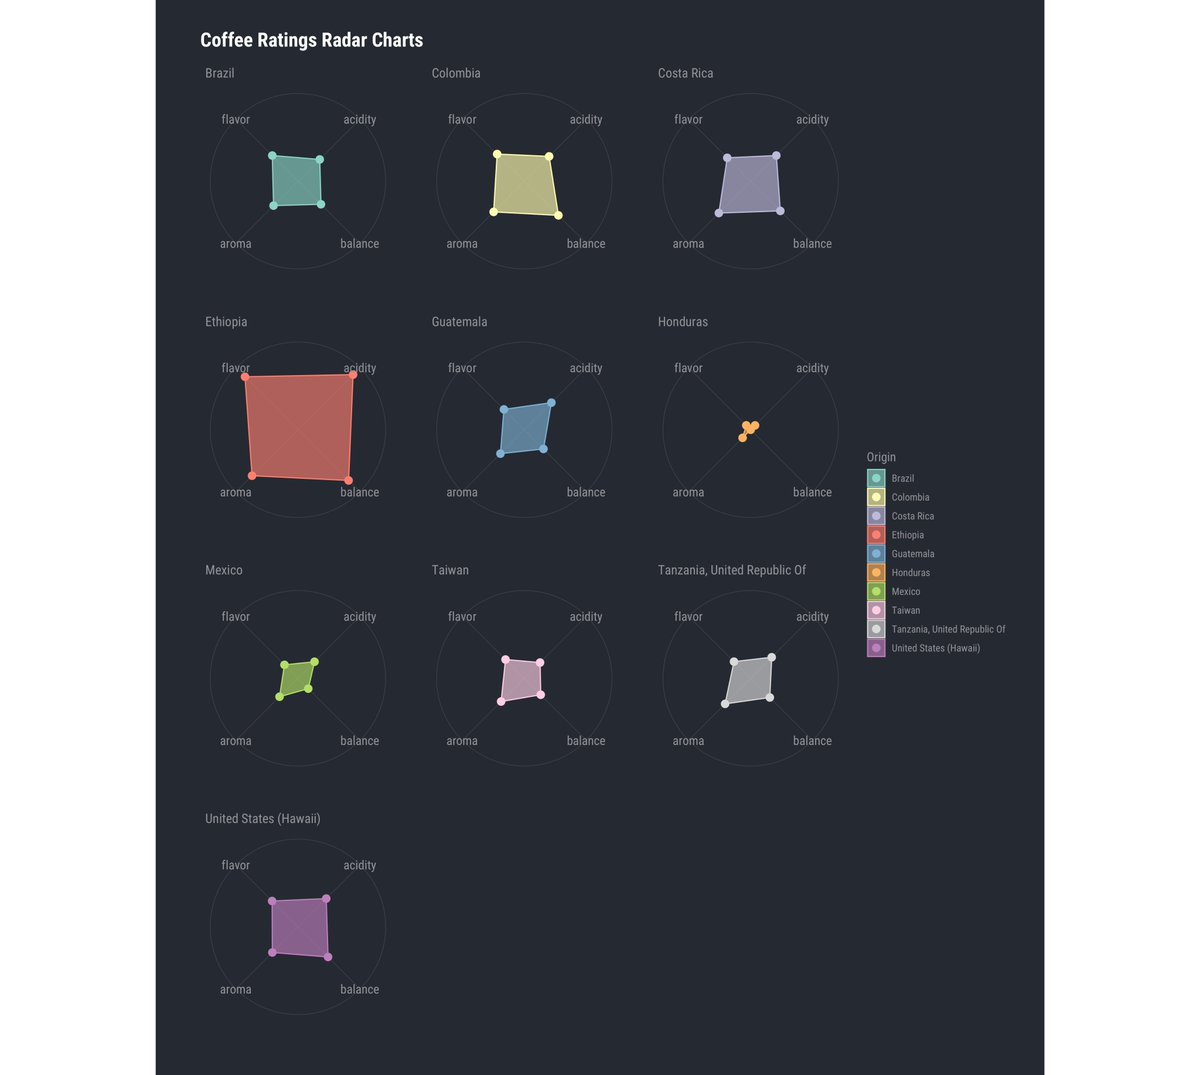 Coffee Ratings Radar Charts
Brazil
Colombia
Costa Rica
flavor
acidity
flavor
acidity
flavor
acidity
aroma
balance
aroma
balance
aroma
balance
Ethiopia
Guatemala
Honduras
flavor
acidity
flavor
acidity
flavor
acidity
aroma
balance
aroma
balance
aroma
balance
Mexico
Taiwan
Tanzania, United Republic Of
flavor
acidity
flavor
acidity
flavor
acidity
aroma
balance
aroma
balance
aroma
balance
United States (Hawaii)
flavor
acidity
aroma
balance
Origin
Brazil
Colombia
Costa Rica
Ethiopia
Guatemala
Honduras
Mexico
Taiwan
Tanzania, United Republic Of
United States (Hawaii)